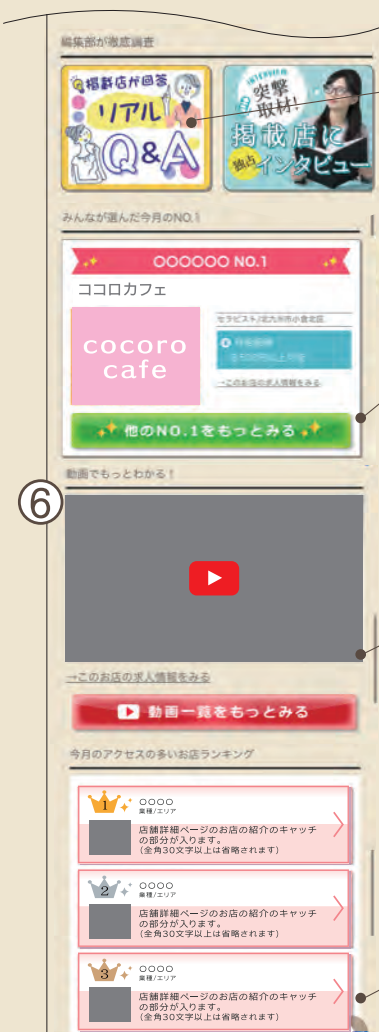 編集部が徹底調査
掲載店が回答
リアル
Q&A
INTERVIEW
突撃
取材!
掲載店に
独占
インタビュー
みんなが選んだ今月のNO.1
○○○○○○ NO.1
ココロカフェ
cocoro
cafe
セラピスト/北九州市小倉北区
→このお店の求人情報をみる
他のNO.1をもっとみる
動画でもっとわかる!
⑥
→このお店の求人情報をみる
動画一覧をもっとみる
今月のアクセスの多いお店ランキング
1
○○○○
業種/エリア
店舗詳細ページのお店の紹介のキャッチ
の部分が入ります。
(全角30文字以上は省略されます)
2
○○○○
業種/エリア
店舗詳細ページのお店の紹介のキャッチ
の部分が入ります。
(全角30文字以上は省略されます)
3
○○○○
業種/エリア
店舗詳細ページのお店の紹介のキャッチ
の部分が入ります。
(全角30文字以上は省略されます)